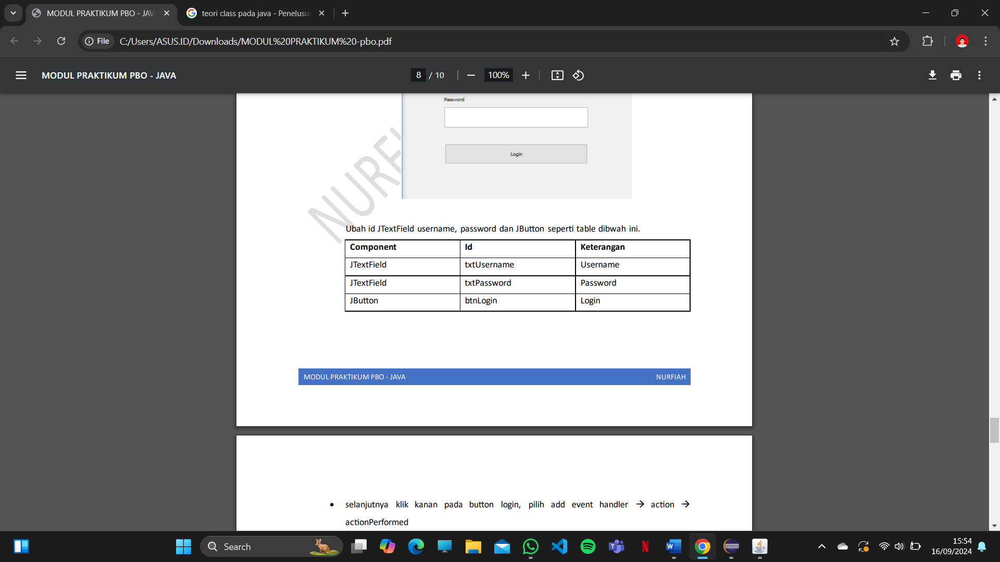 MODUL PRAKTIKUM PBO - JAV
teori class pada java - Penelusu
File
C:/Users/ASUS.ID/Downloads/MODUL%20PRAKTIKUM%20-pbo.pdf
MODUL PRAKTIKUM PBO - JAVA
8 / 10
100%
Password
Login
NURFI
Ubah id JTextField username, password dan JButton seperti table dibwah ini.
Component Id Keterangan
JTextField txtUsername Username
JTextField txtPassword Password
JButton btnLogin Login
MODUL PRAKTIKUM PBO - JAVA NURFIAH
• selanjutnya klik kanan pada button login, pilih add event handler → action →
actionPerformed
Search
15:54
16/09/2024